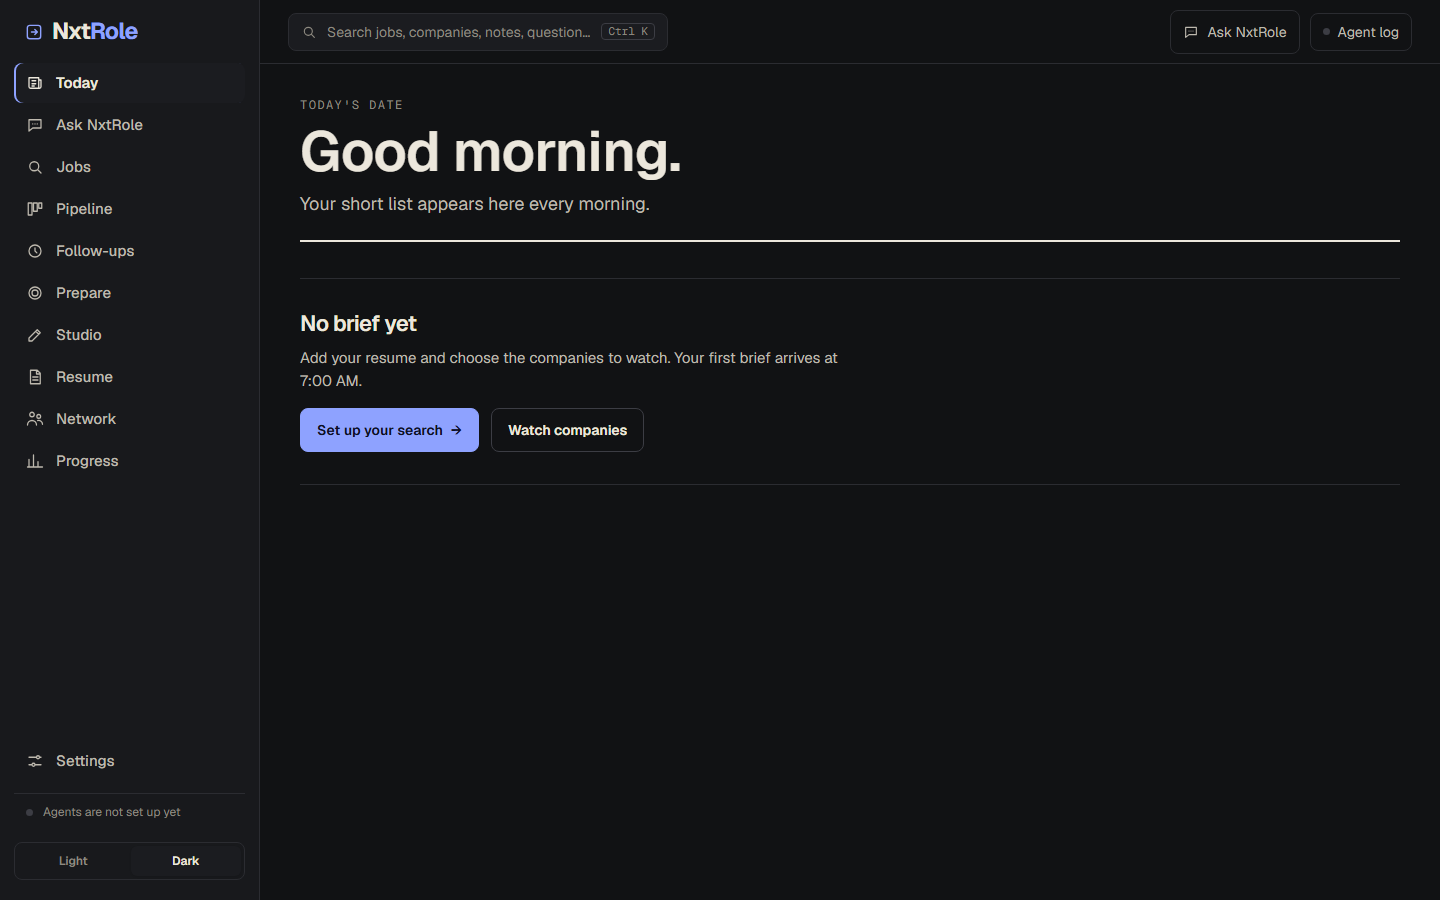 NxtRole
Search jobs, companies, notes, question...
Ctrl K
Ask NxtRole
Agent log
Today
Ask NxtRole
Jobs
Pipeline
Follow-ups
Prepare
Studio
Resume
Network
Progress
Settings
Agents are not set up yet
Light
Dark
TODAY'S DATE
Good morning.
Your short list appears here every morning.
No brief yet
Add your resume and choose the companies to watch. Your first brief arrives at
7:00 AM.
Set up your search →
Watch companies